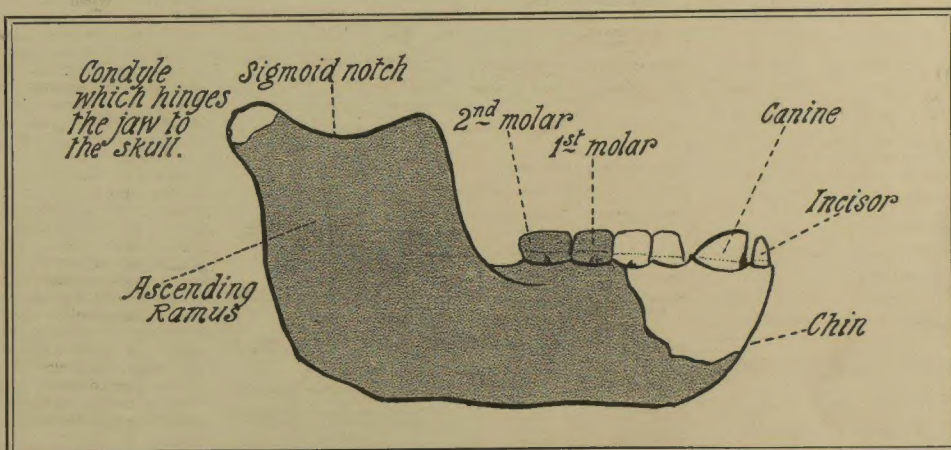 Condyle
which hinges
the jaw to
the skull.
Sigmoid notch
2nd molar
1st molar
Canine
Incisor
Ascending
Ramus
Chin